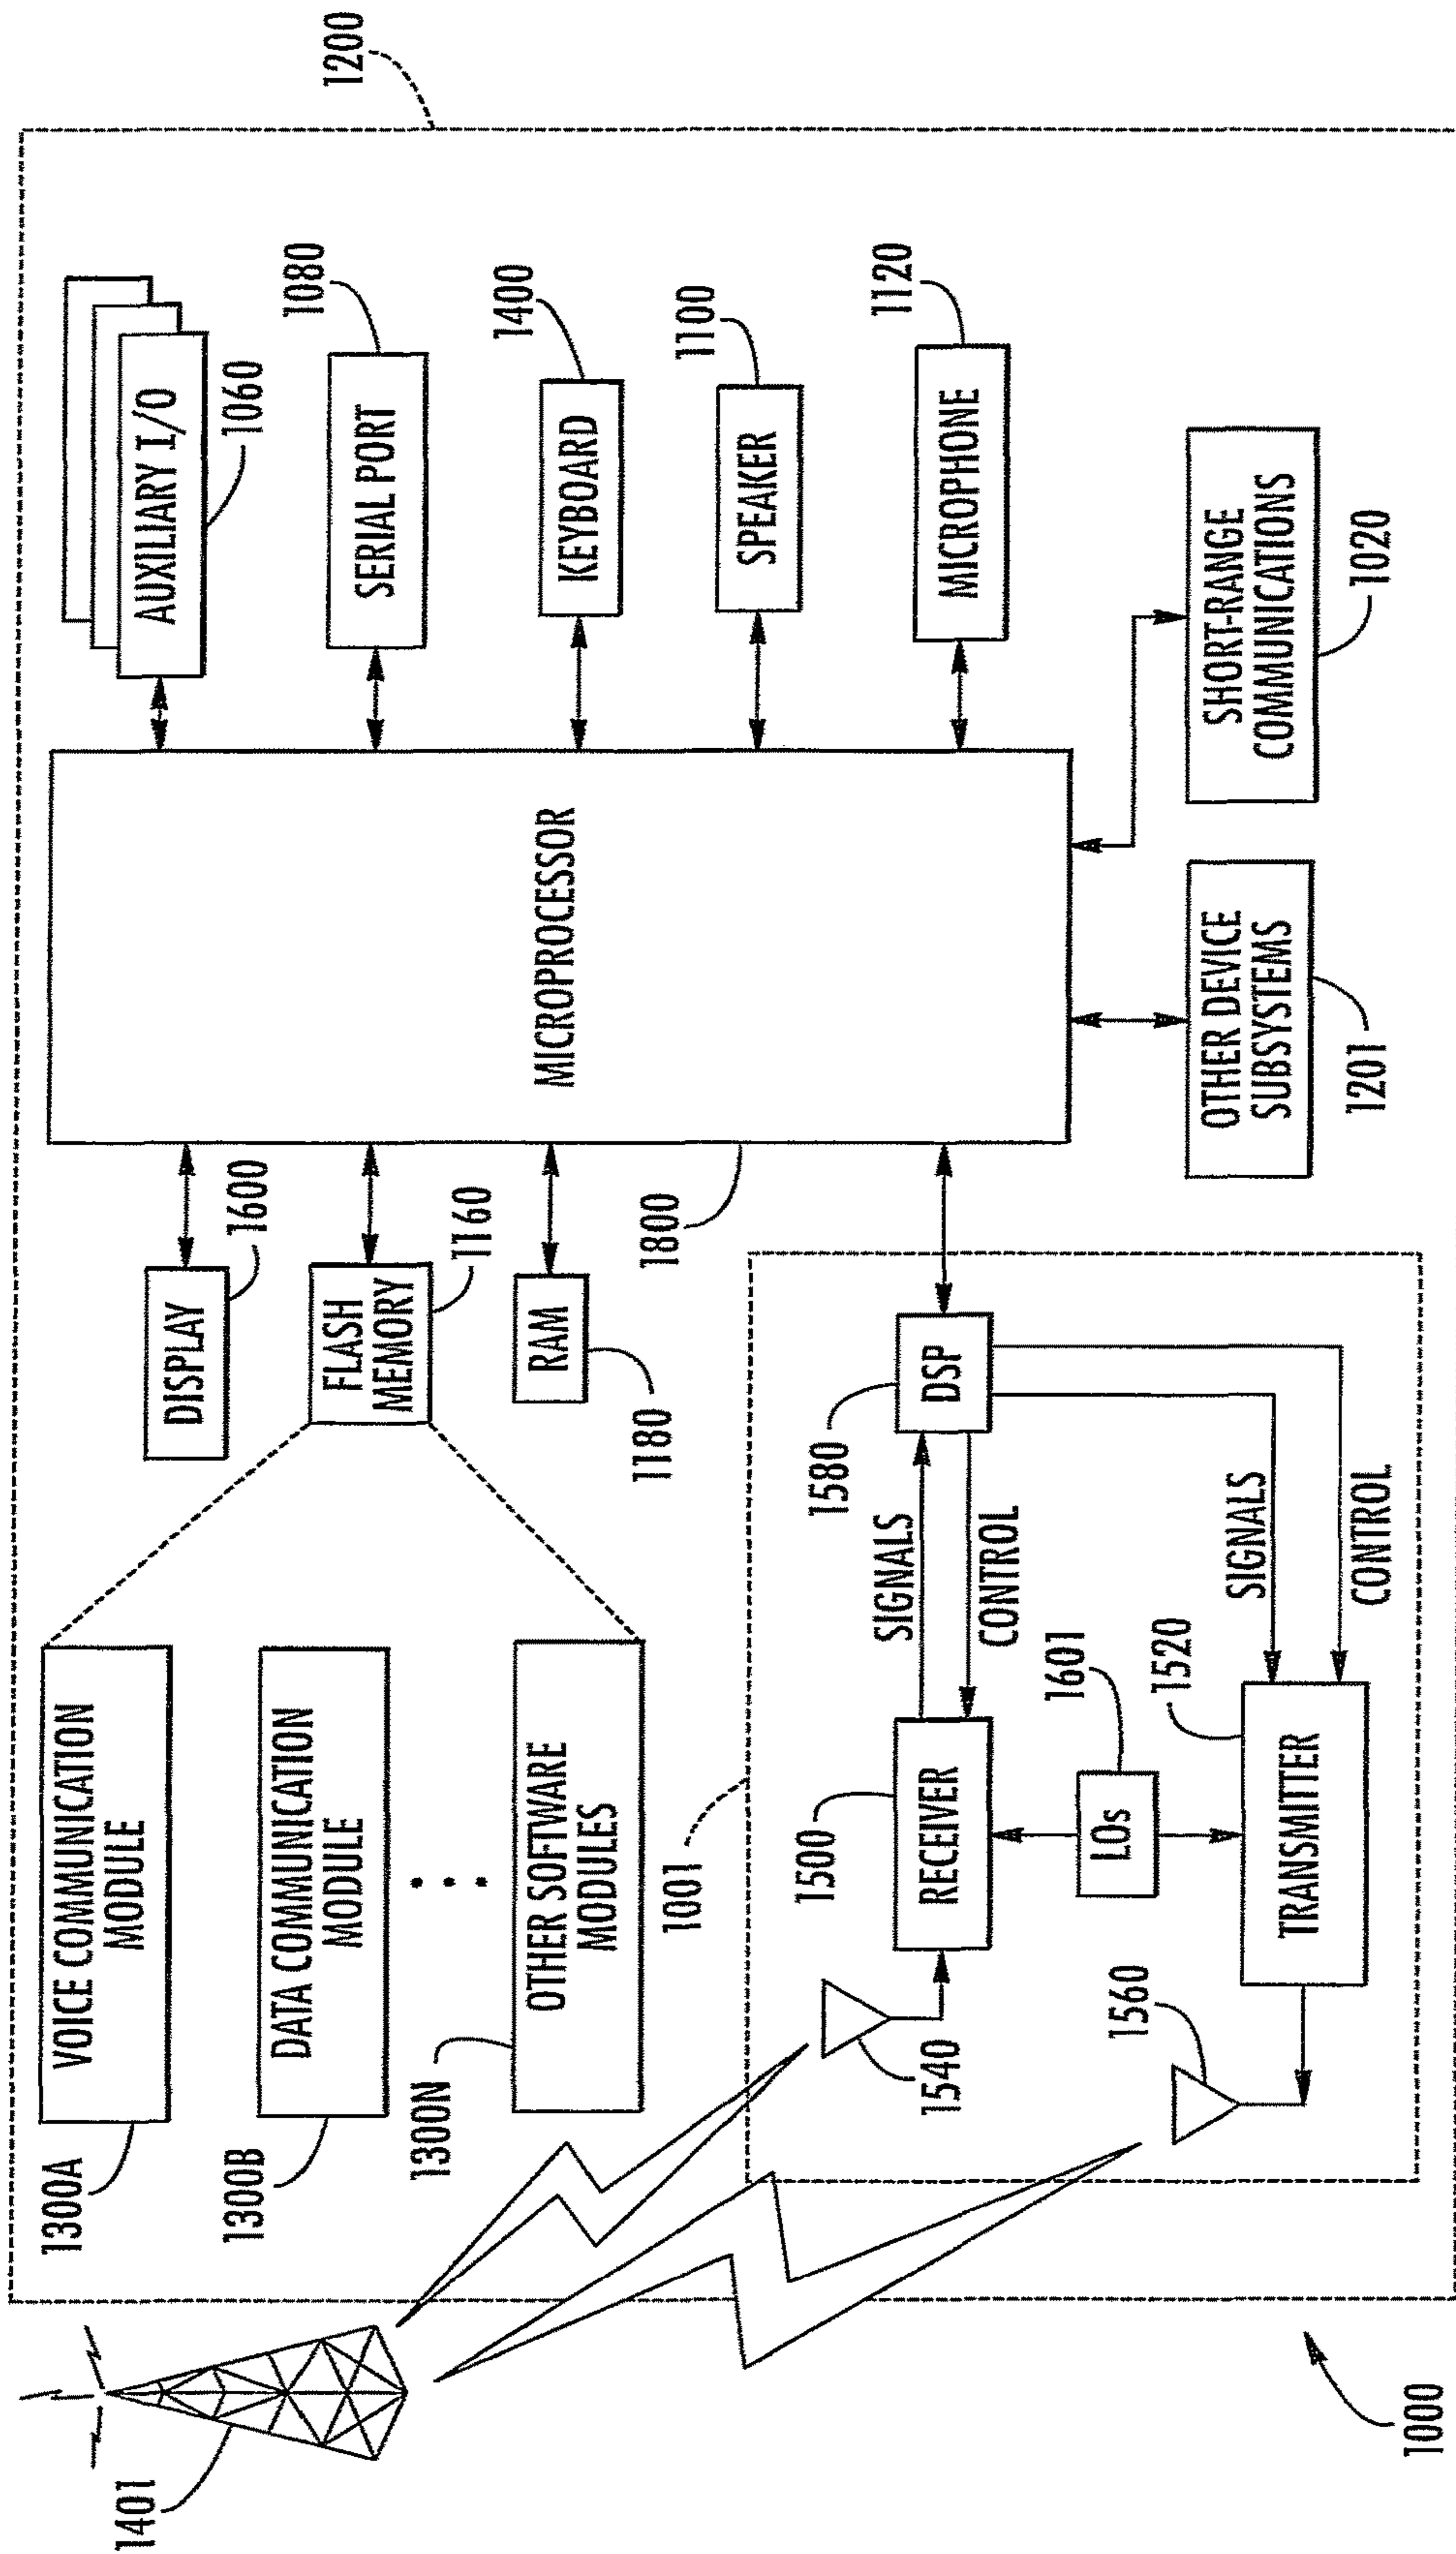 1401
1300A
VOICE COMMUNICATION
MODULE
1300B
DATA COMMUNICATION
MODULE
1300N
OTHER SOFTWARE
MODULES
DISPLAY
1600
FLASH
MEMORY
1160
RAM
1180
1800
MICROPROCESSOR
AUXILIARY I/O
1060
SERIAL PORT
1080
KEYBOARD
1400
SPEAKER
1100
MICROPHONE
1120
1200
1001
1540
1500
RECEIVER
SIGNALS
CONTROL
1580
DSP
1601
LOs
1560
1520
TRANSMITTER
SIGNALS
CONTROL
OTHER DEVICE
SUBSYSTEMS
1201
SHORT-RANGE
COMMUNICATIONS
1020
1000